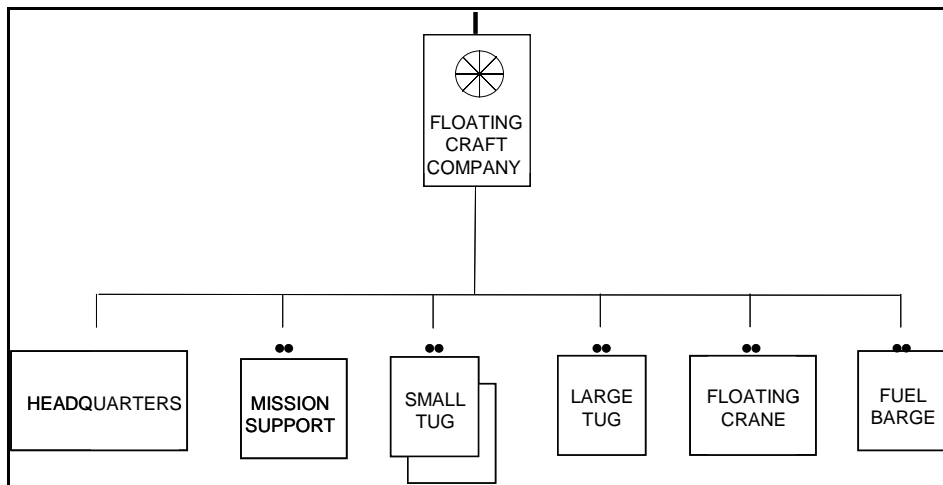 FLOATING
CRAFT
COMPANY
HEADQUARTERS
MISSION
SUPPORT
SMALL
TUG
LARGE
TUG
FLOATING
CRANE
FUEL
BARGE